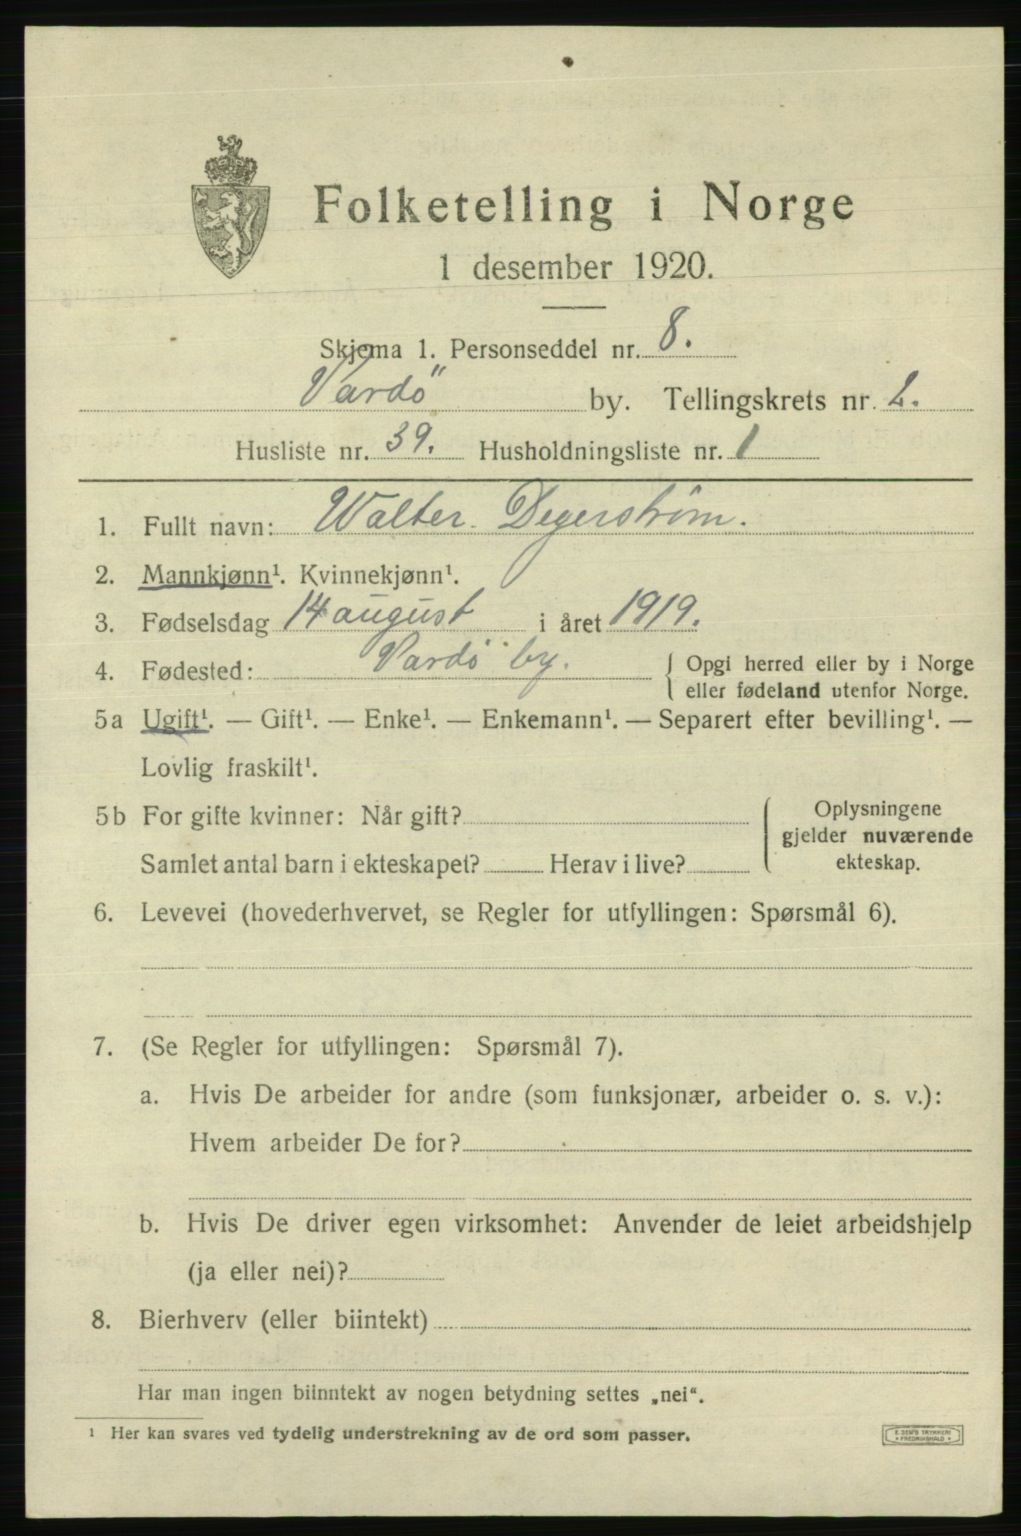 Folketelling i Norge
1 desember 1920.
Skjema 1. Personseddel nr. 8.
Vardö by. Tellingskrets nr. 2.
Husliste nr. 39. Husholdningsliste nr. 1
1. Fullt navn: Walter Degerstrøm.
2. Mannkjønn¹. Kvinnekjønn¹.
3. Fødselsdag 14 august i året 1919.
4. Fødested: Vardö by. { Opgi herred eller by i Norge
eller fødeland utenfor Norge.
5a Ugift¹. — Gift¹. — Enke¹. — Enkemann¹. — Separert efter bevilling¹. —
Lovlig fraskilt¹.
5b For gifte kvinner: Når gift?
Samlet antal barn i ekteskapet? Herav i live?
Oplysningene
gjelder nuværende
ekteskap.
6. Levevei (hovederhvervet, se Regler for utfyllingen: Spørsmål 6).
7. (Se Regler for utfyllingen: Spørsmål 7).
a. Hvis De arbeider for andre (som funksjonær, arbeider o. s. v.):
Hvem arbeider De for?
b. Hvis De driver egen virksomhet: Anvender de leiet arbeidshjelp
(ja eller nei)?
8. Bierhverv (eller biintekt)
Har man ingen biinntekt av nogen betydning settes „nei“.
¹ Her kan svares ved tydelig understrekning av de ord som passer.
E. SEM'S TRYKKERI
FREDRIKSHALD